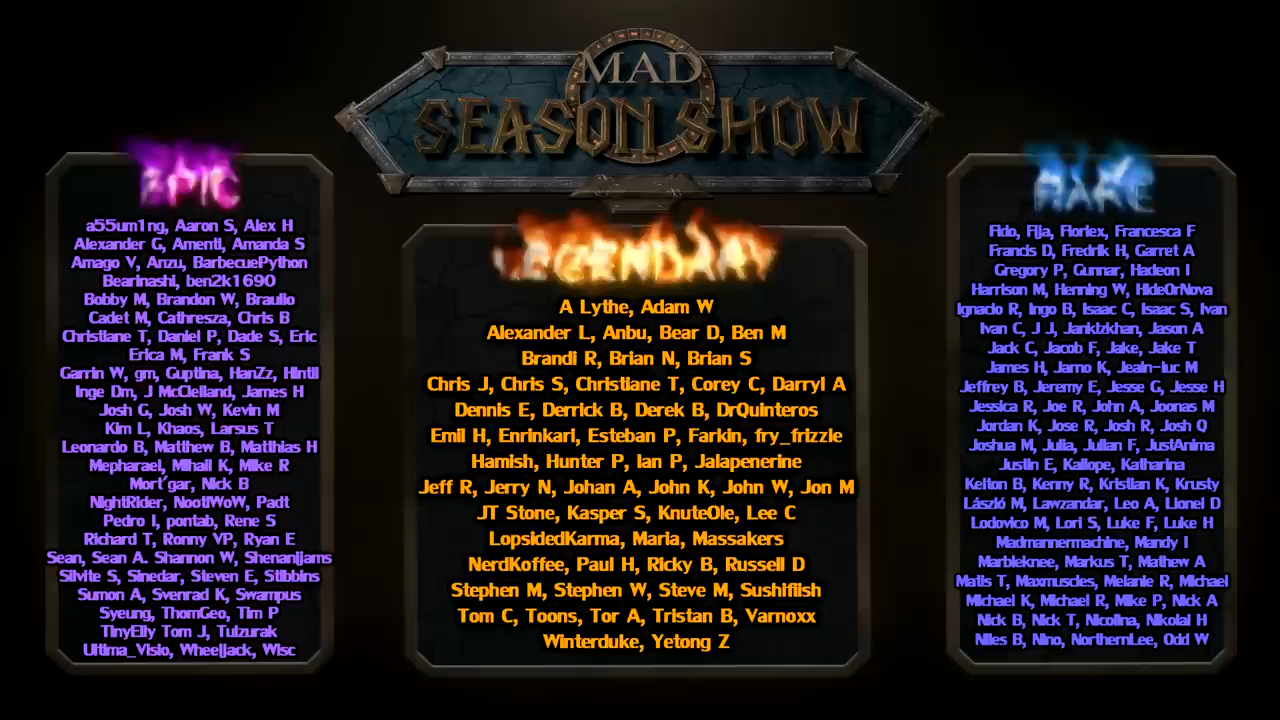 MAD
SEASON SHOW
EPIC
a55um1ng, Aaron S, Alex H
Alexander G, Amenti, Amanda S
Amago V, Anzu, BarbecuePython
Bearinashi, ben2k1690
Bobby M, Brandon W, Braulio
Cadet M, Cathresza, Chris B
Christiane T, Daniel P, Dade S, Eric
Erica M, Frank S
Garrin W, gm, Guptina, HanZz, Hintil
Inge Dm, J McClelland, James H
Josh G, Josh W, Kevin M
Kim L, Khaos, Larsus T
Leonardo B, Matthew B, Matthias H
Mepharael, Mihail K, Mike R
Mort'gar, Nick B
NightRider, NootiWoW, Padt
Pedro I, pontab, Rene S
Richard T, Ronny VP, Ryan E
Sean, Sean A. Shannon W, Shenanijams
Silvite S, Sinedar, Steven E, Stibbins
Sumon A, Svenrad K, Swampus
Syeung, ThornGeo, Tim P
TinyElly Tom J, Tulzurak
Ultima_Visio, Wheeljack, Wisc
LEGENDARY
A Lythe, Adam W
Alexander L, Anbu, Bear D, Ben M
Brandi R, Brian N, Brian S
Chris J, Chris S, Christiane T, Corey C, Darryl A
Dennis E, Derrick B, Derek B, DrQuinteros
Emil H, Enrinkari, Esteban P, Farkin, fry_frizzle
Hamish, Hunter P, Ian P, Jalapenerine
Jeff R, Jerry N, Johan A, John K, John W, Jon M
JT Stone, Kasper S, KnuteOle, Lee C
LopsidedKarma, Maria, Massakers
NerdKoffee, Paul H, Ricky B, Russell D
Stephen M, Stephen W, Steve M, Sushifiish
Tom C, Toons, Tor A, Tristan B, Varnoxx
Winterduke, Yetong Z
RARE
Fido, Fija, Floriex, Francesca F
Francis D, Fredrik H, Garret A
Gregory P, Gunnar, Hadeon I
Harrison M, Henning W, HideOrNova
Ignacio R, Ingo B, Isaac C, Isaac S, Ivan
Ivan C, J J, Jankizkhan, Jason A
Jack C, Jacob F, Jake, Jake T
James H, Jarno K, Jean-luc M
Jeffrey B, Jeremy E, Jesse G, Jesse H
Jessica R, Joe R, John A, Joonas M
Jordan K, Jose R, Josh R, Josh Q
Joshua M, Julia, Julian F, JustAnima
Justin E, Kallope, Katharina
Kelton B, Kenny R, Kristian K, Krusty
László M, Lawzandar, Leo A, Lionel D
Lodovico M, Lori S, Luke F, Luke H
Madmannermachine, Mandy I
Marbleknee, Markus T, Mathew A
Matis T, Maxmuscles, Melanie R, Michael
Michael K, Michael R, Mike P, Nick A
Nick B, Nick T, Nicolina, Nikolai H
Niles B, Nino, NorthernLee, Odd W